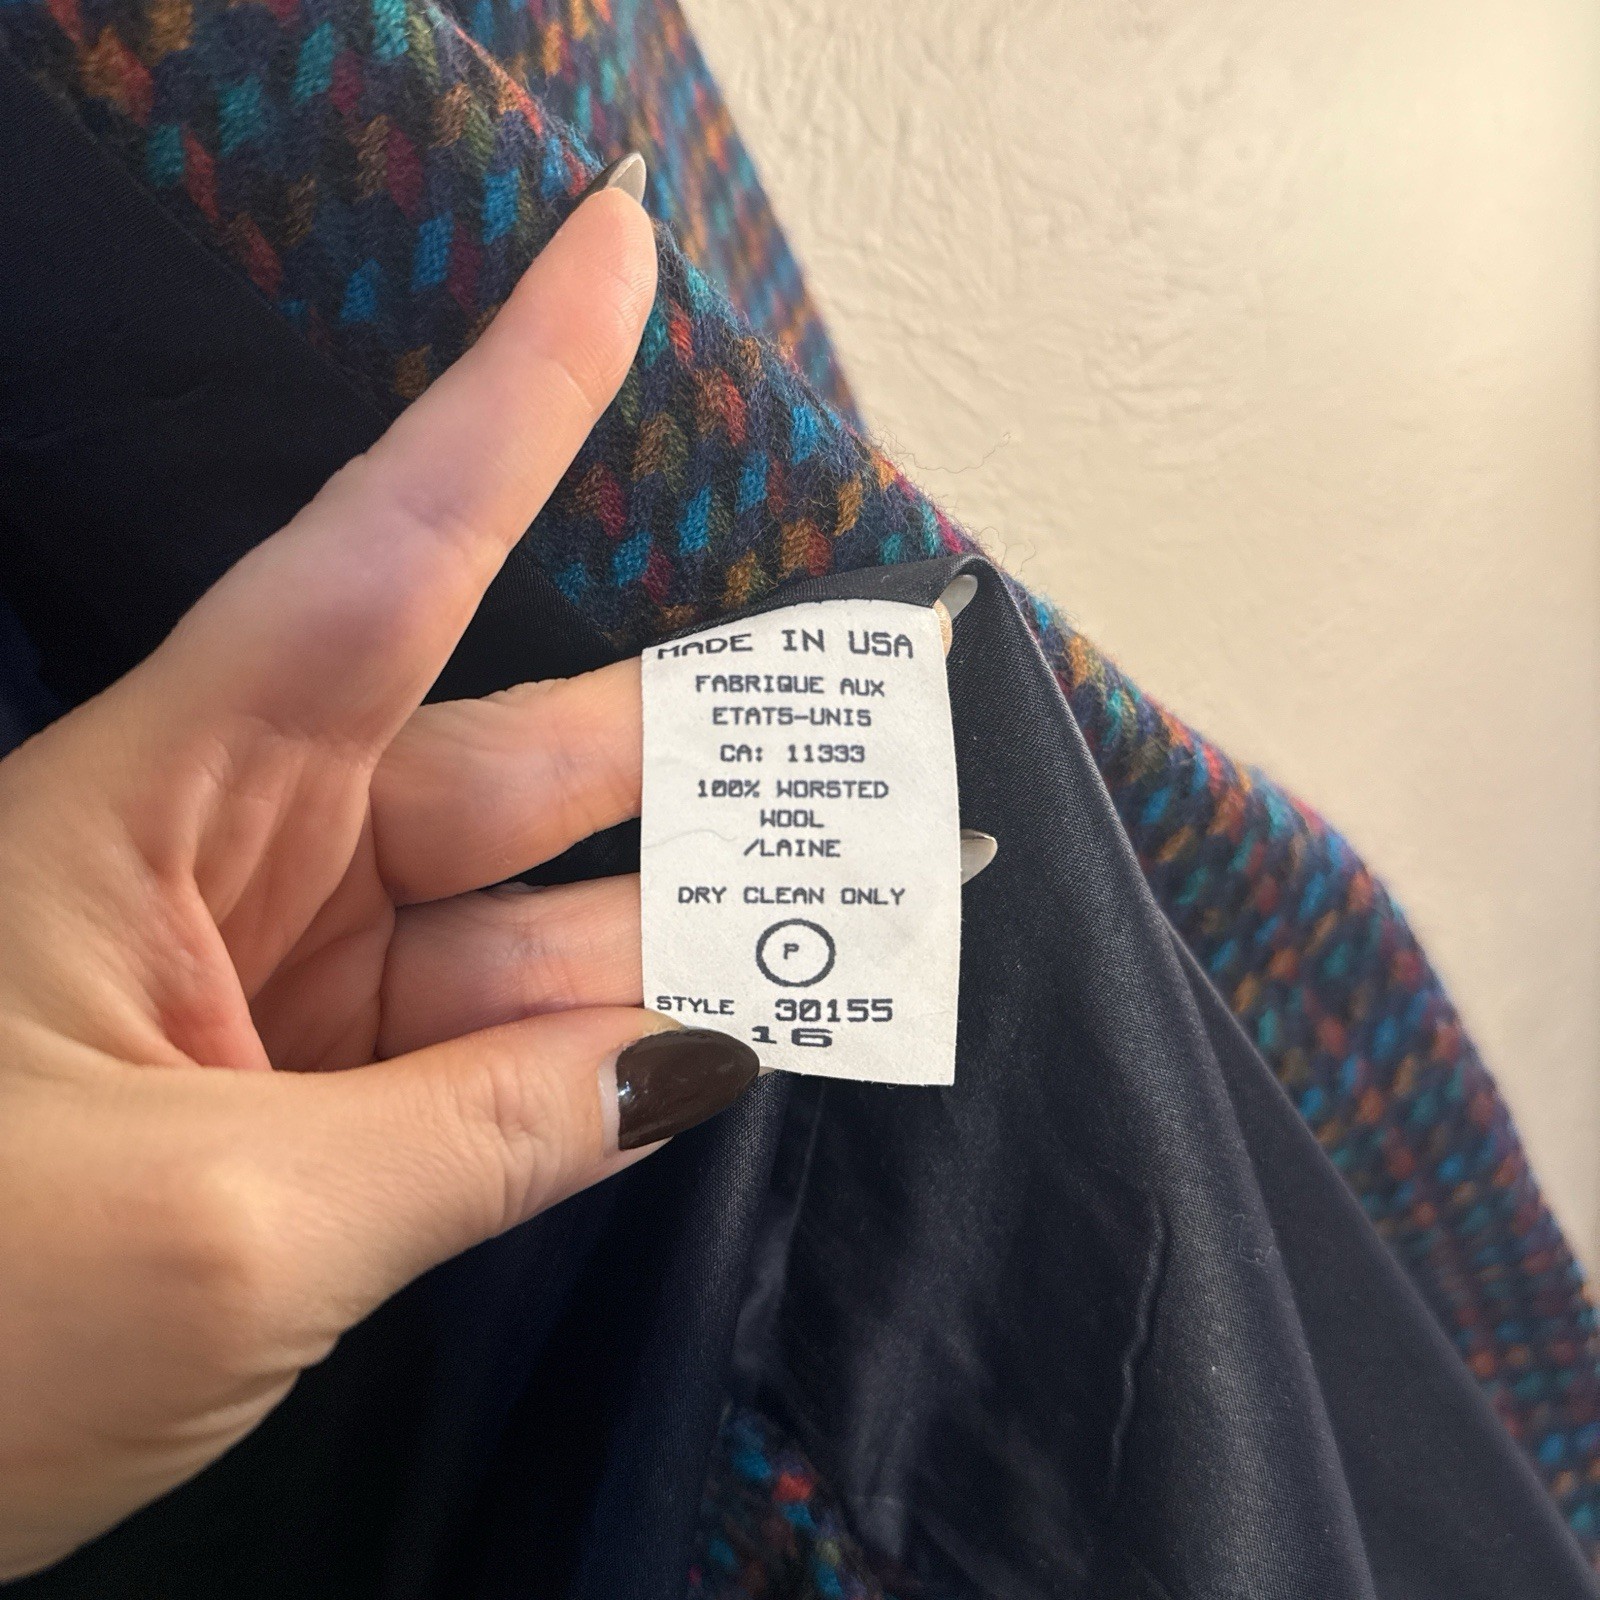 MADE IN USA
FABRIQUE AUX
ETATS-UNIS
CA: 11333
100% WORSTED
WOOL
/LAINE
DRY CLEAN ONLY
P
STYLE 30155
16